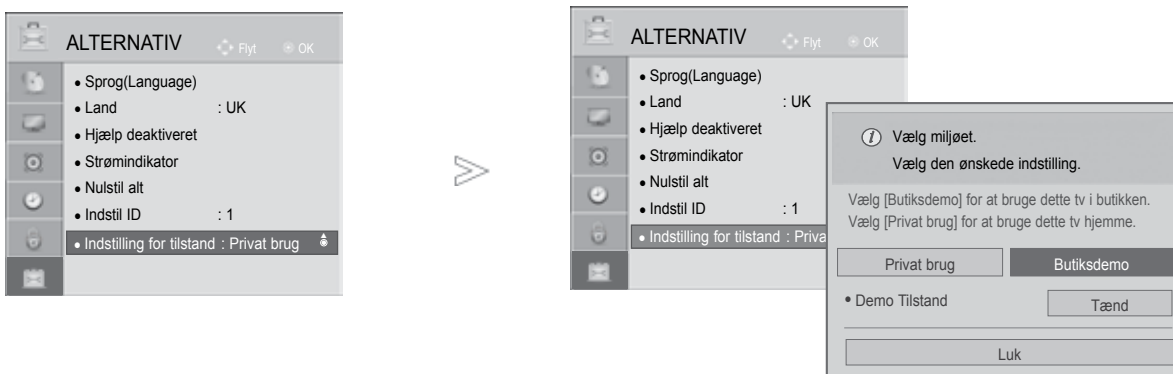 ALTERNATIV Flyt OK
• Sprog(Language)
• Land : UK
• Hjælp deaktiveret
• Strømindikator
• Nulstil alt
• Indstil ID : 1
• Indstilling for tilstand : Privat brug
>>
ALTERNATIV Flyt OK
• Sprog(Language)
• Land : UK
• Hjælp deaktiveret
• Strømindikator
• Nulstil alt
• Indstil ID : 1
• Indstilling for tilstand : Priva
i Vælg miljøet.
Vælg den ønskede indstilling.
Vælg [Butiksdemo] for at bruge dette tv i butikken.
Vælg [Privat brug] for at bruge dette tv hjemme.
Privat brug Butiksdemo
• Demo Tilstand Tænd
Luk